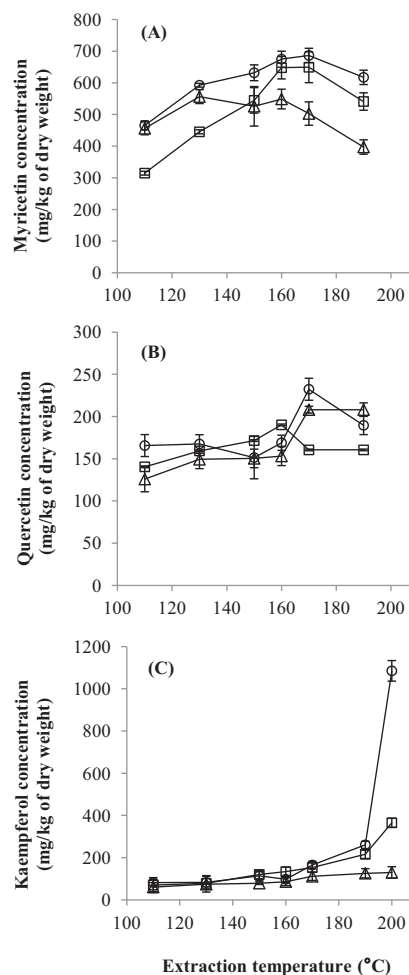 (A)
Myricetin concentration
(mg/kg of dry weight)
800
700
600
500
400
300
200
100
0
100 120 140 160 180 200
(B)
Quercetin concentration
(mg/kg of dry weight)
300
250
200
150
100
50
0
100 120 140 160 180 200
(C)
Kaempferol concentration
(mg/kg of dry weight)
1200
1000
800
600
400
200
0
100 120 140 160 180 200
Extraction temperature (°C)